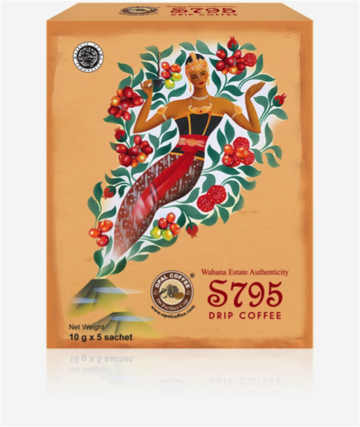 Wahana Estate Authenticity
S795
DRIP COFFEE
OPAL COFFEE
www.opalcoffee.com
Net Weight
10 g x 5 sachet